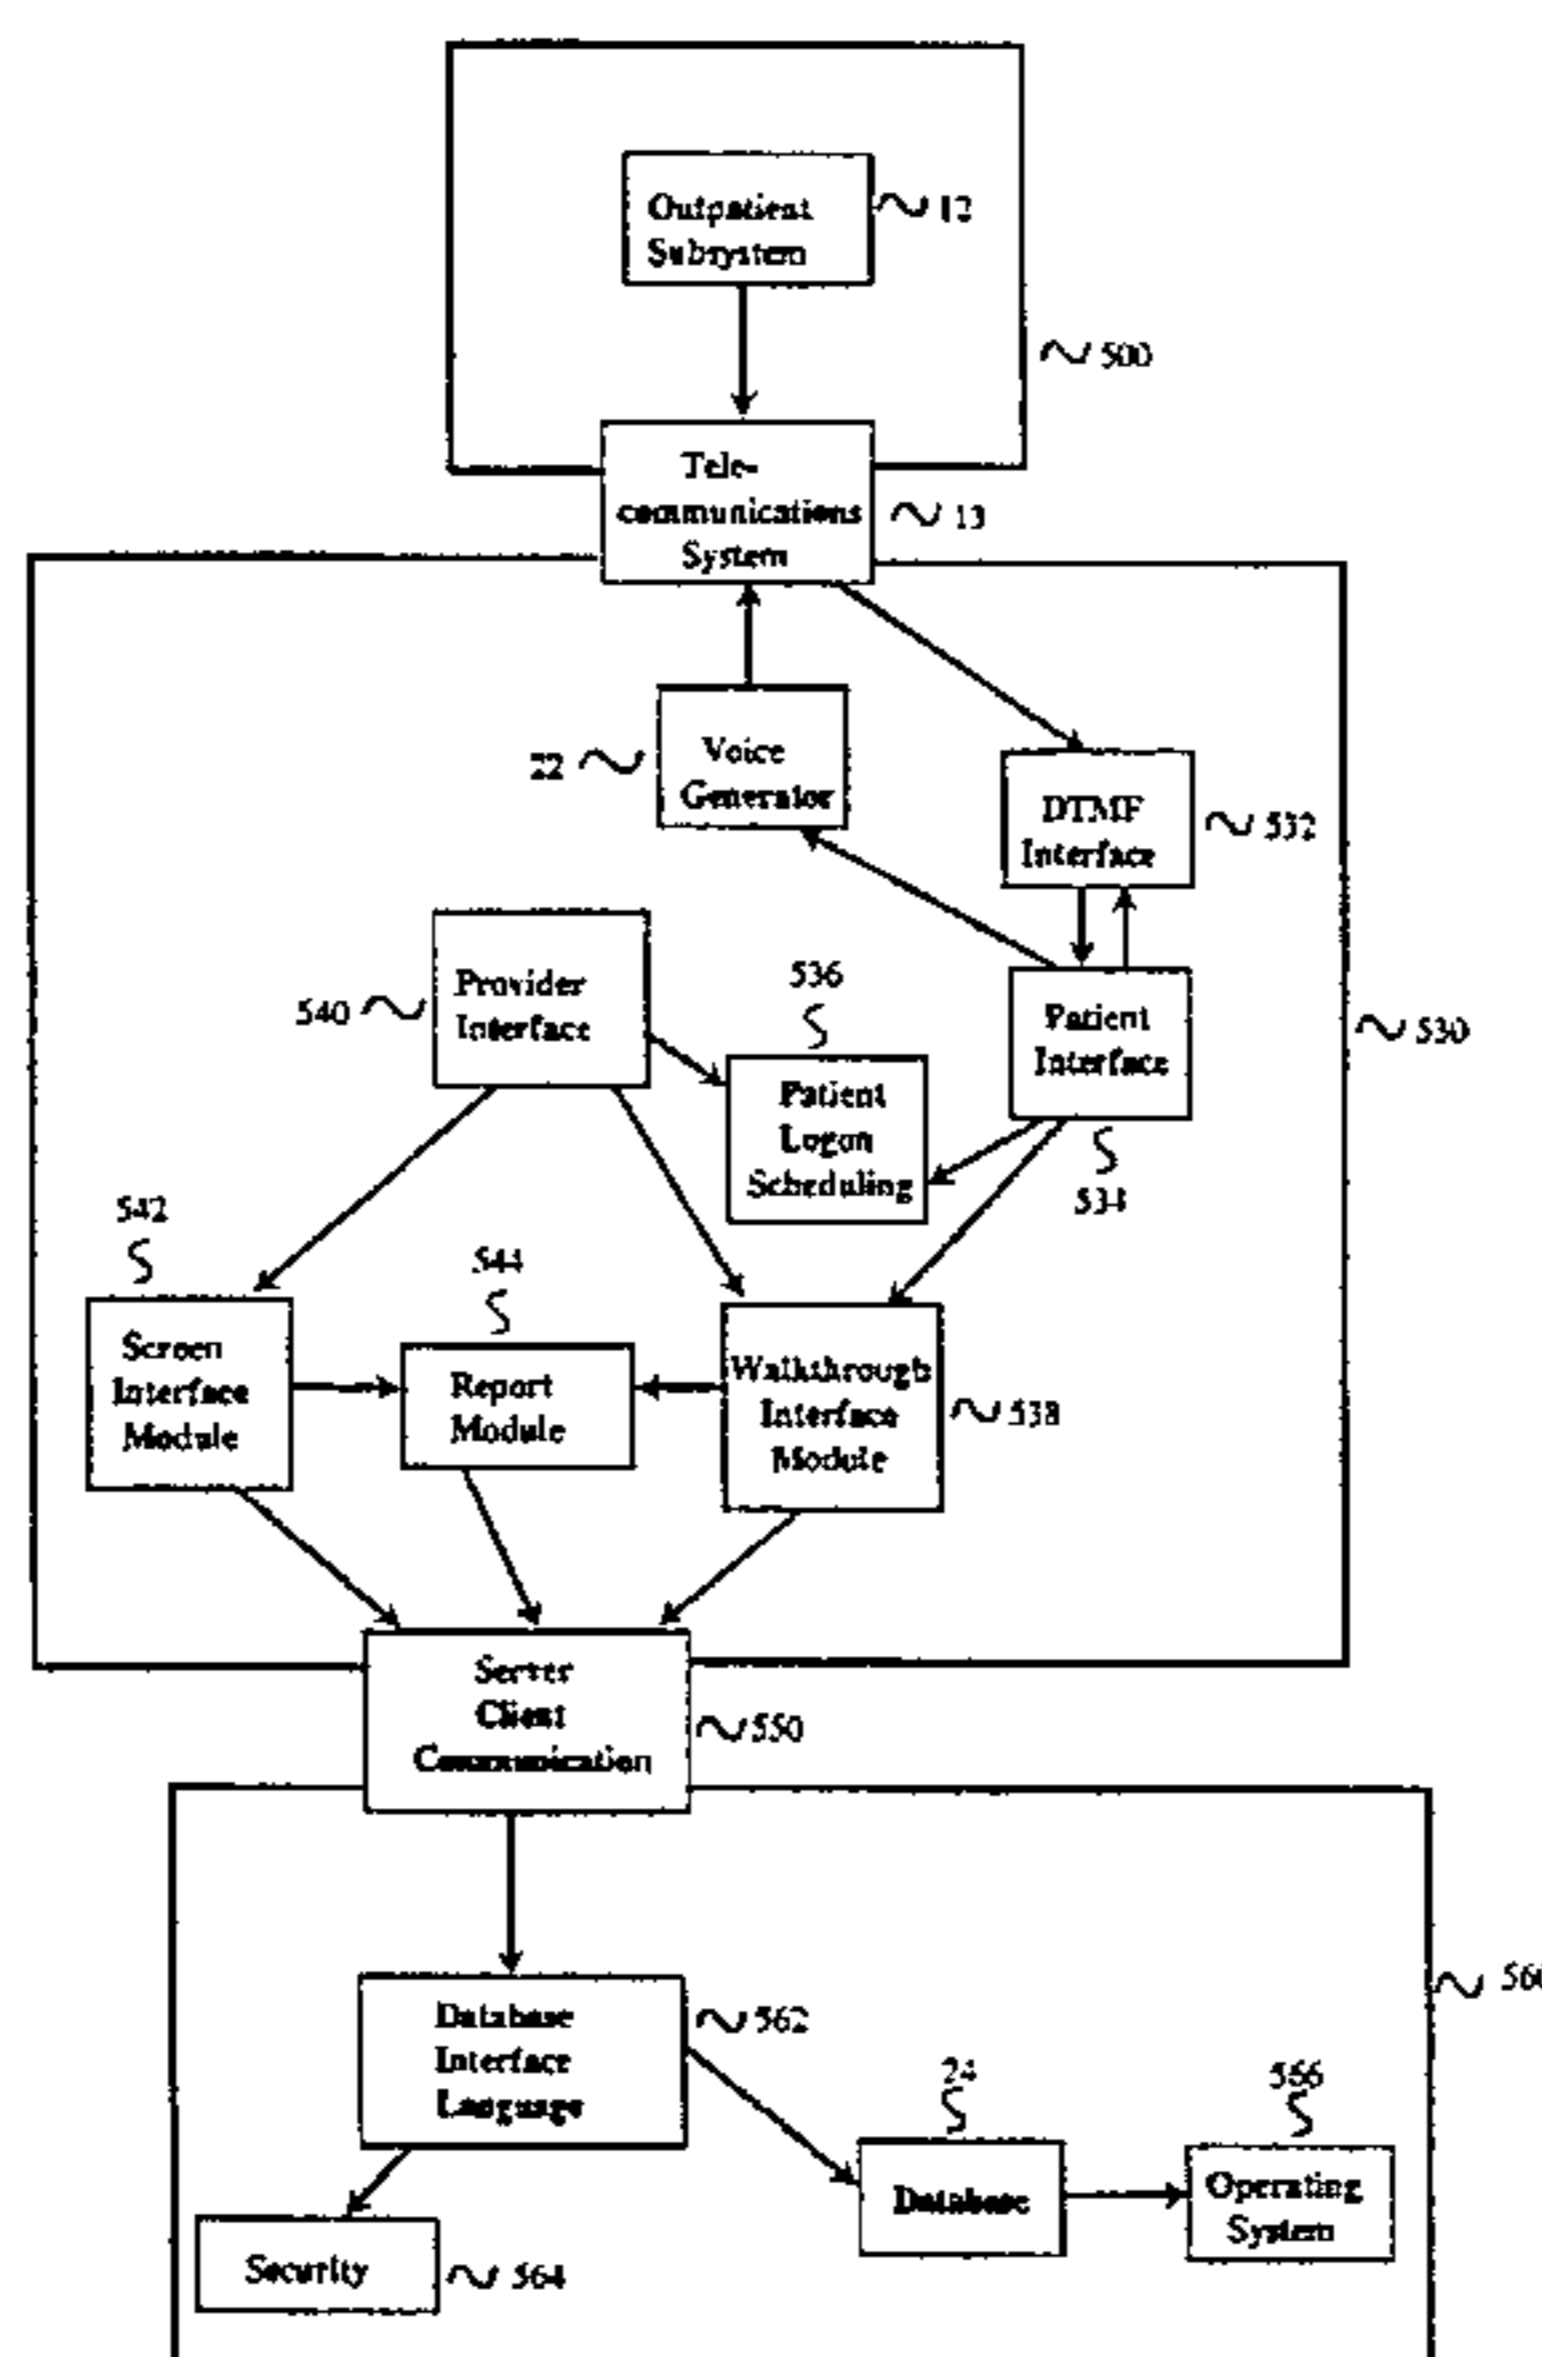 Outpatient
Subsystem
12
500
Tele-
communications
System
13
Voice
Generator
22
DTMF
Interface
532
Provider
Interface
540
536
Patient
Logon
Scheduling
Patient
Interface
534
530
542
Screen
Interface
Module
544
Report
Module
Walkthrough
Interface
Module
538
Server
Client
Communication
550
Database
Interface
Language
562
24
Database
566
Operating
System
Security
564